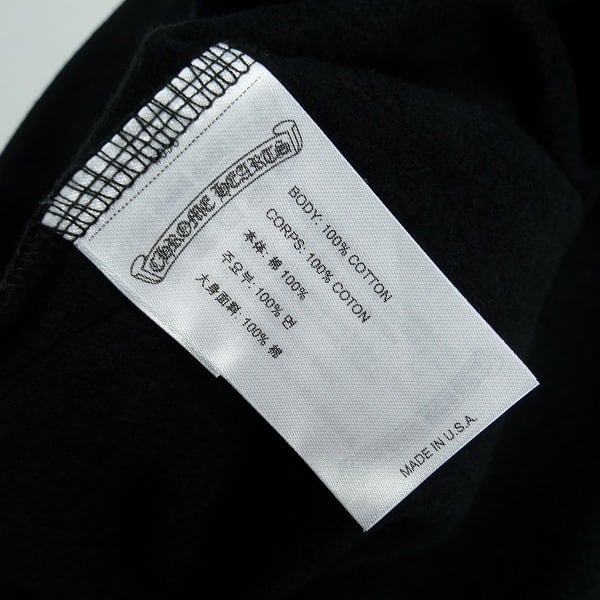 CHROME HEARTS
BODY: 100% COTTON
CORPS: 100% COTON
本体: 棉 100%
주요부: 100% 면
大身面料: 100% 棉
MADE IN U.S.A.